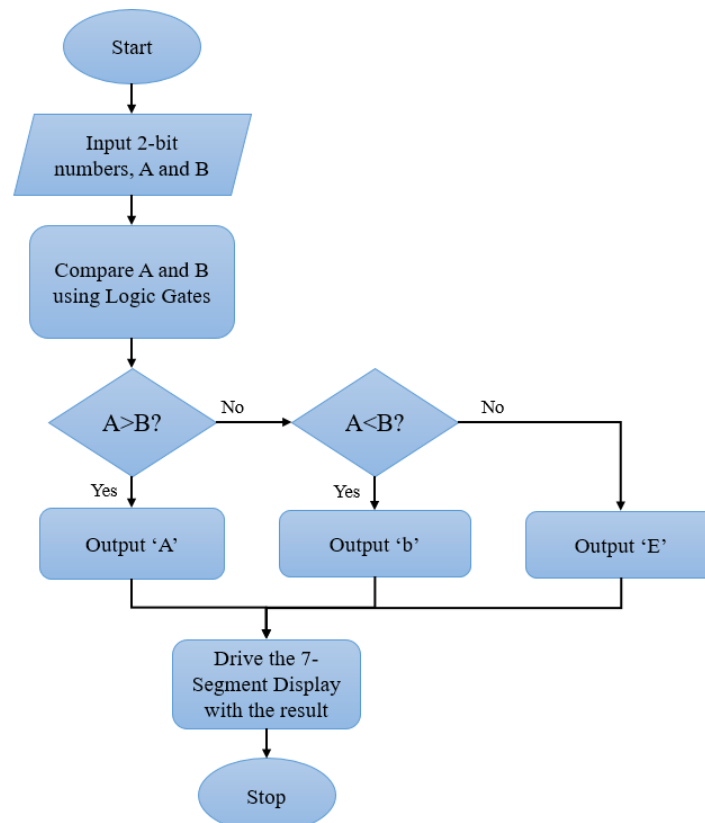 Start
Input 2-bit
numbers, A and B
Compare A and B
using Logic Gates
A>B?
No
A<B?
No
Yes
Yes
Output ‘A’
Output ‘b’
Output ‘E’
Drive the 7-
Segment Display
with the result
Stop